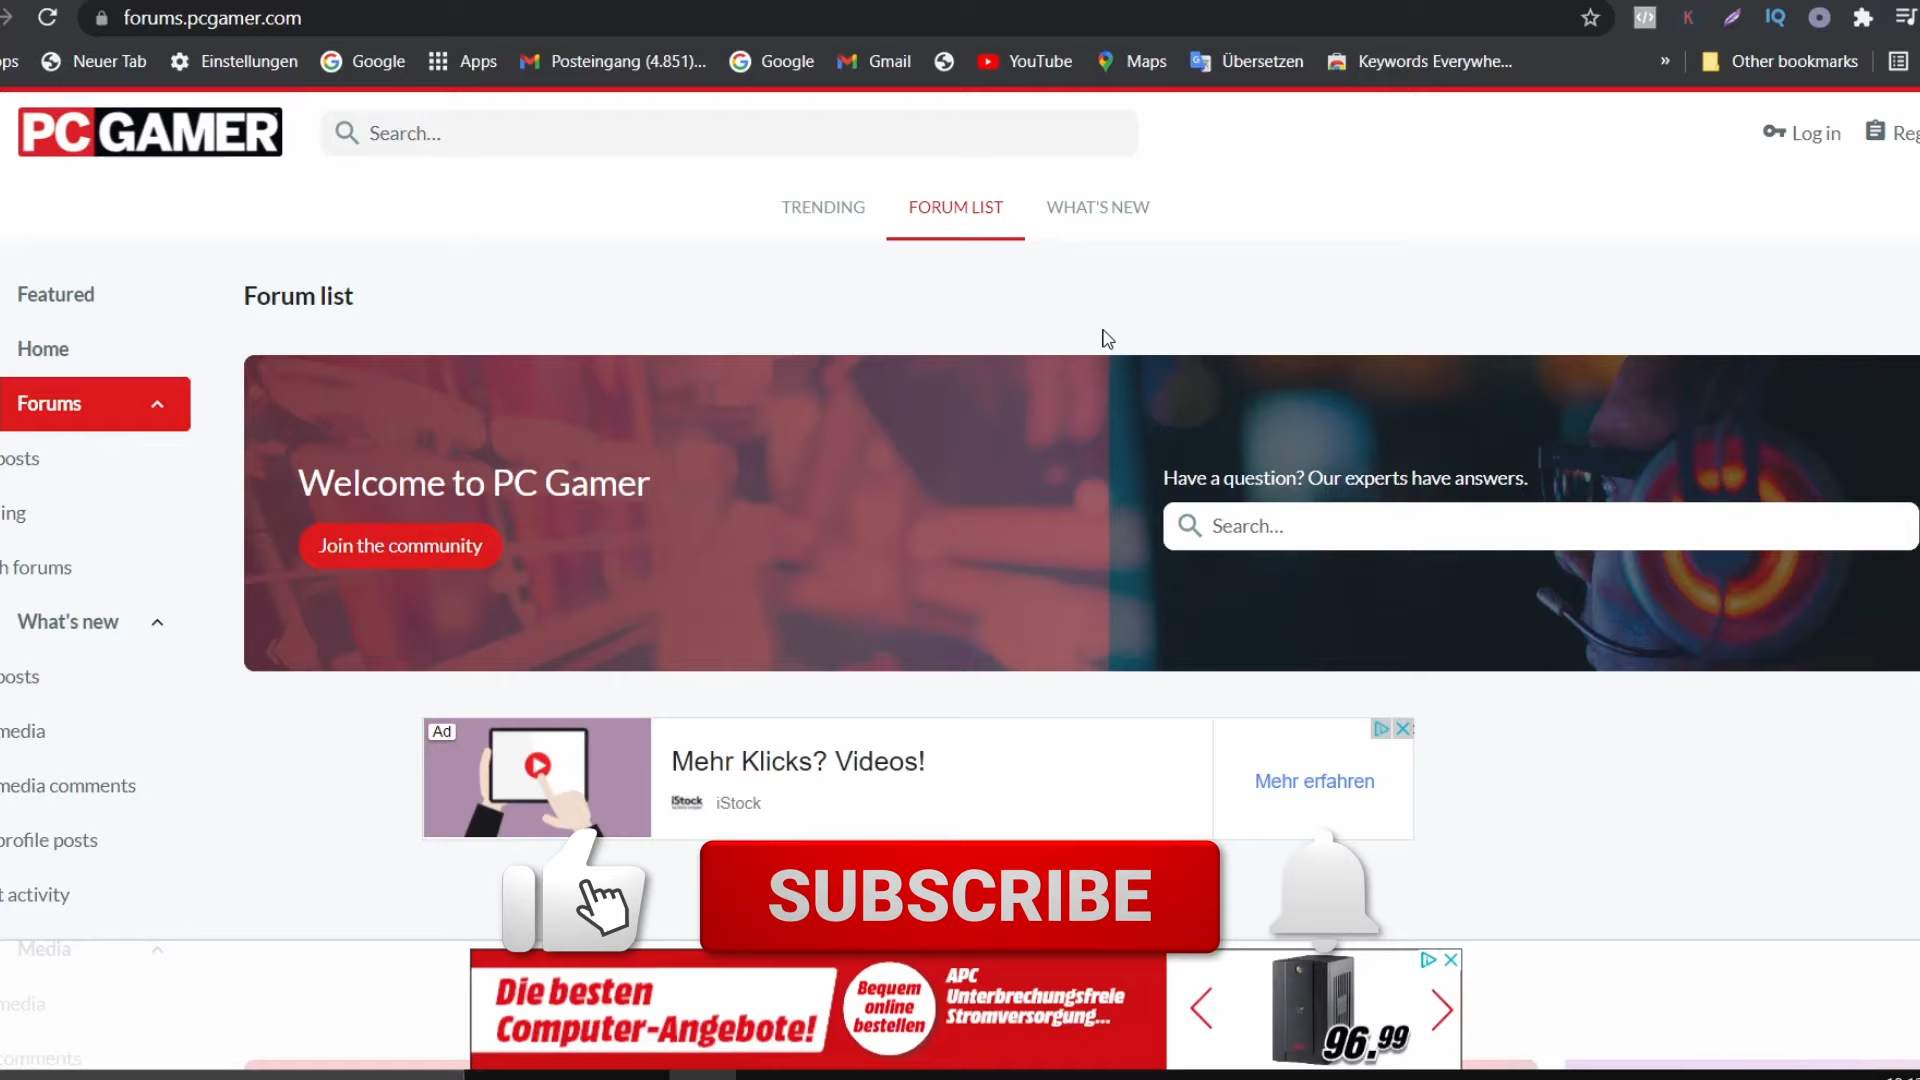 forums.pcgamer.com
</> K IQ
ps Neuer Tab Einstellungen Google Apps Posteingang (4.851)... Google Gmail YouTube Maps Übersetzen Keywords Everywhe... » Other bookmarks
PC GAMER
Search...
Log in Reg
TRENDING FORUM LIST WHAT'S NEW
Featured
Forum list
Home
Forums
posts
ing
h forums
What's new
posts
media
media comments
profile posts
t activity
Media
media
comments
Welcome to PC Gamer
Join the community
Have a question? Our experts have answers.
Search...
Ad
Mehr Klicks? Videos!
iStock iStock
Mehr erfahren
SUBSCRIBE
Die besten
Computer-Angebote!
Bequem
online
bestellen
APC
Unterbrechungsfreie
Stromversorgung...
96.99